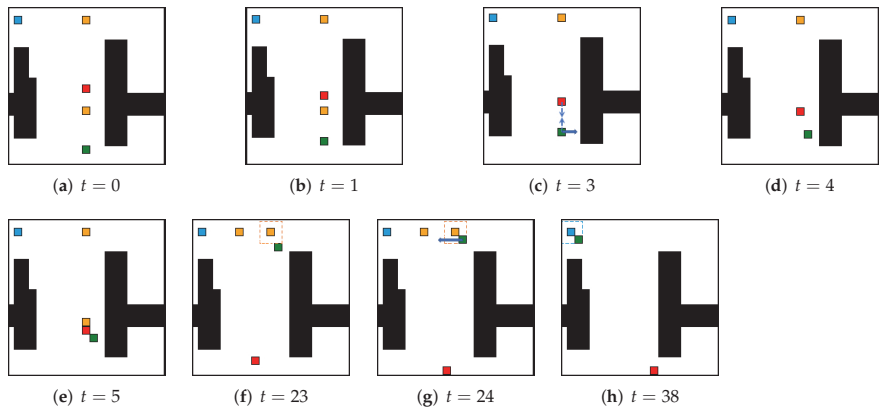 (a) t = 0
(b) t = 1
(c) t = 3
(d) t = 4
(e) t = 5
(f) t = 23
(g) t = 24
(h) t = 38